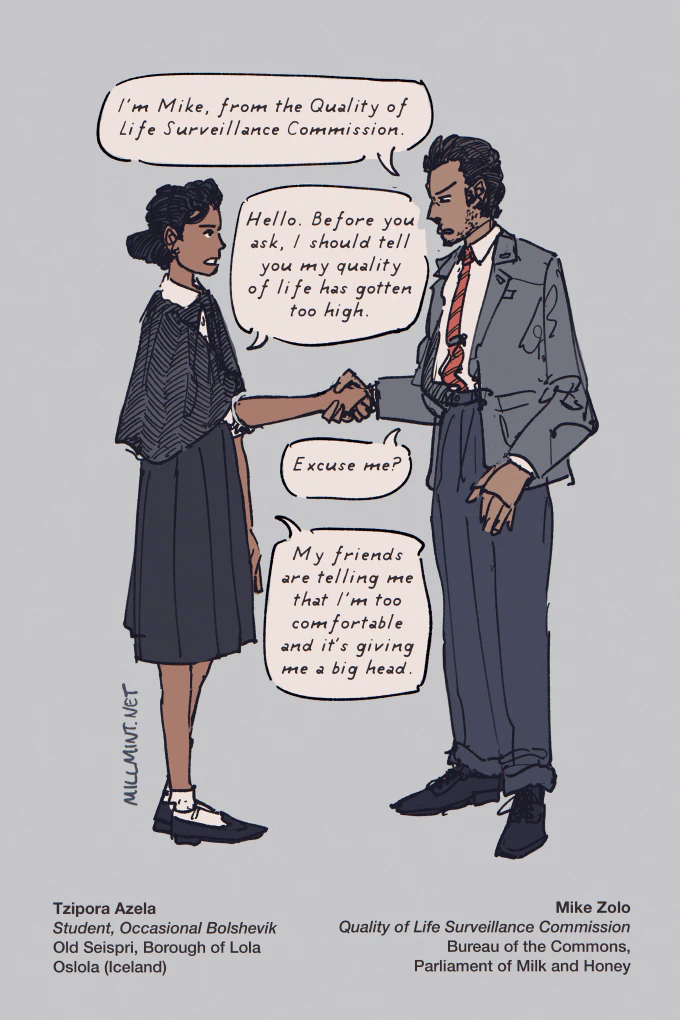 I'm Mike, from the Quality of
Life Surveillance Commission.
Hello. Before you
ask, I should tell
you my quality
of life has gotten
too high.
Excuse me?
My friends
are telling me
that I'm too
comfortable
and it's giving
me a big head.
MILLMINT.NET
Tzipora Azela
Student, Occasional Bolshevik
Old Seispri, Borough of Lola
Oslola (Iceland)
Mike Zolo
Quality of Life Surveillance Commission
Bureau of the Commons,
Parliament of Milk and Honey